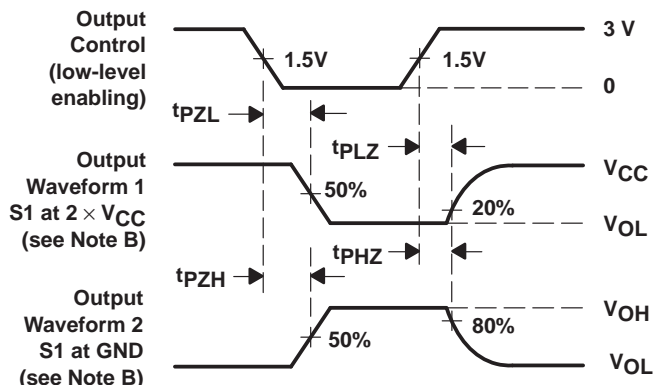 Output
Control
(low-level
enabling)
1.5V
1.5V
3 V
0
tPZL
tPLZ
Output
Waveform 1
S1 at 2 × VCC
(see Note B)
50%
20%
VCC
VOL
tPZH
tPHZ
Output
Waveform 2
S1 at GND
(see Note B)
50%
80%
VOH
VOL